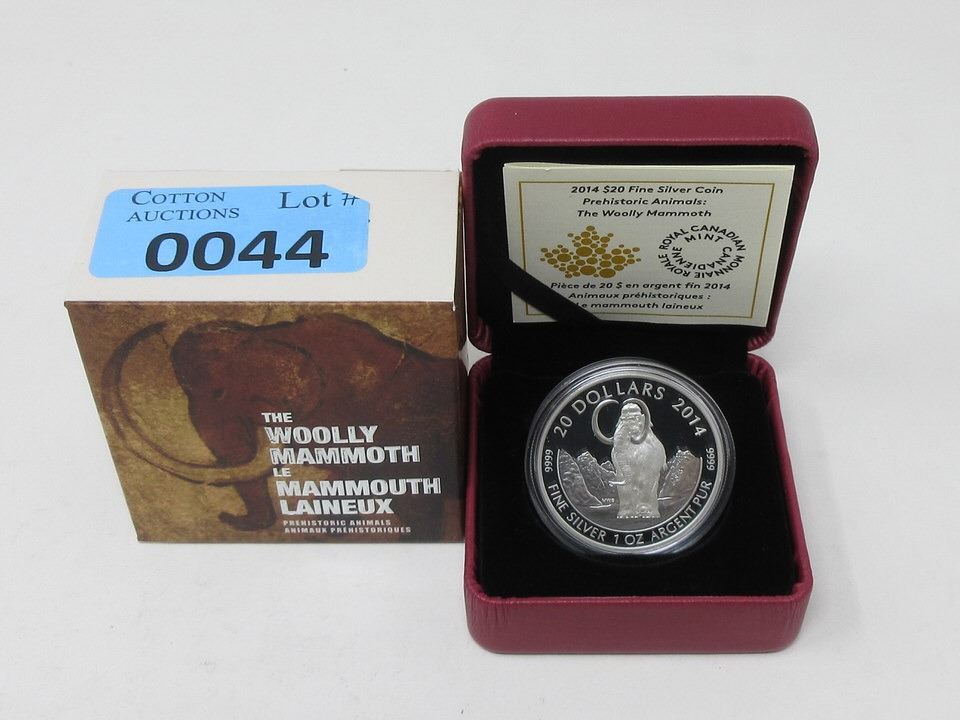 COTTON AUCTIONS
Lot #
0044
THE
WOOLLY
MAMMOTH
LE
MAMMOUTH
LAINEUX
PREHISTORIC ANIMALS
ANIMAUX PRÉHISTORIQUES
2014 $20 Fine Silver Coin
Prehistoric Animals:
The Woolly Mammoth
ROYAL CANADIAN MINT
MONNAIE ROYALE CANADIENNE
Pièce de 20 $ en argent fin 2014
Animaux préhistoriques :
Le mammouth laineux
20 DOLLARS 2014
9999
9999
FINE SILVER 1 OZ ARGENT PUR